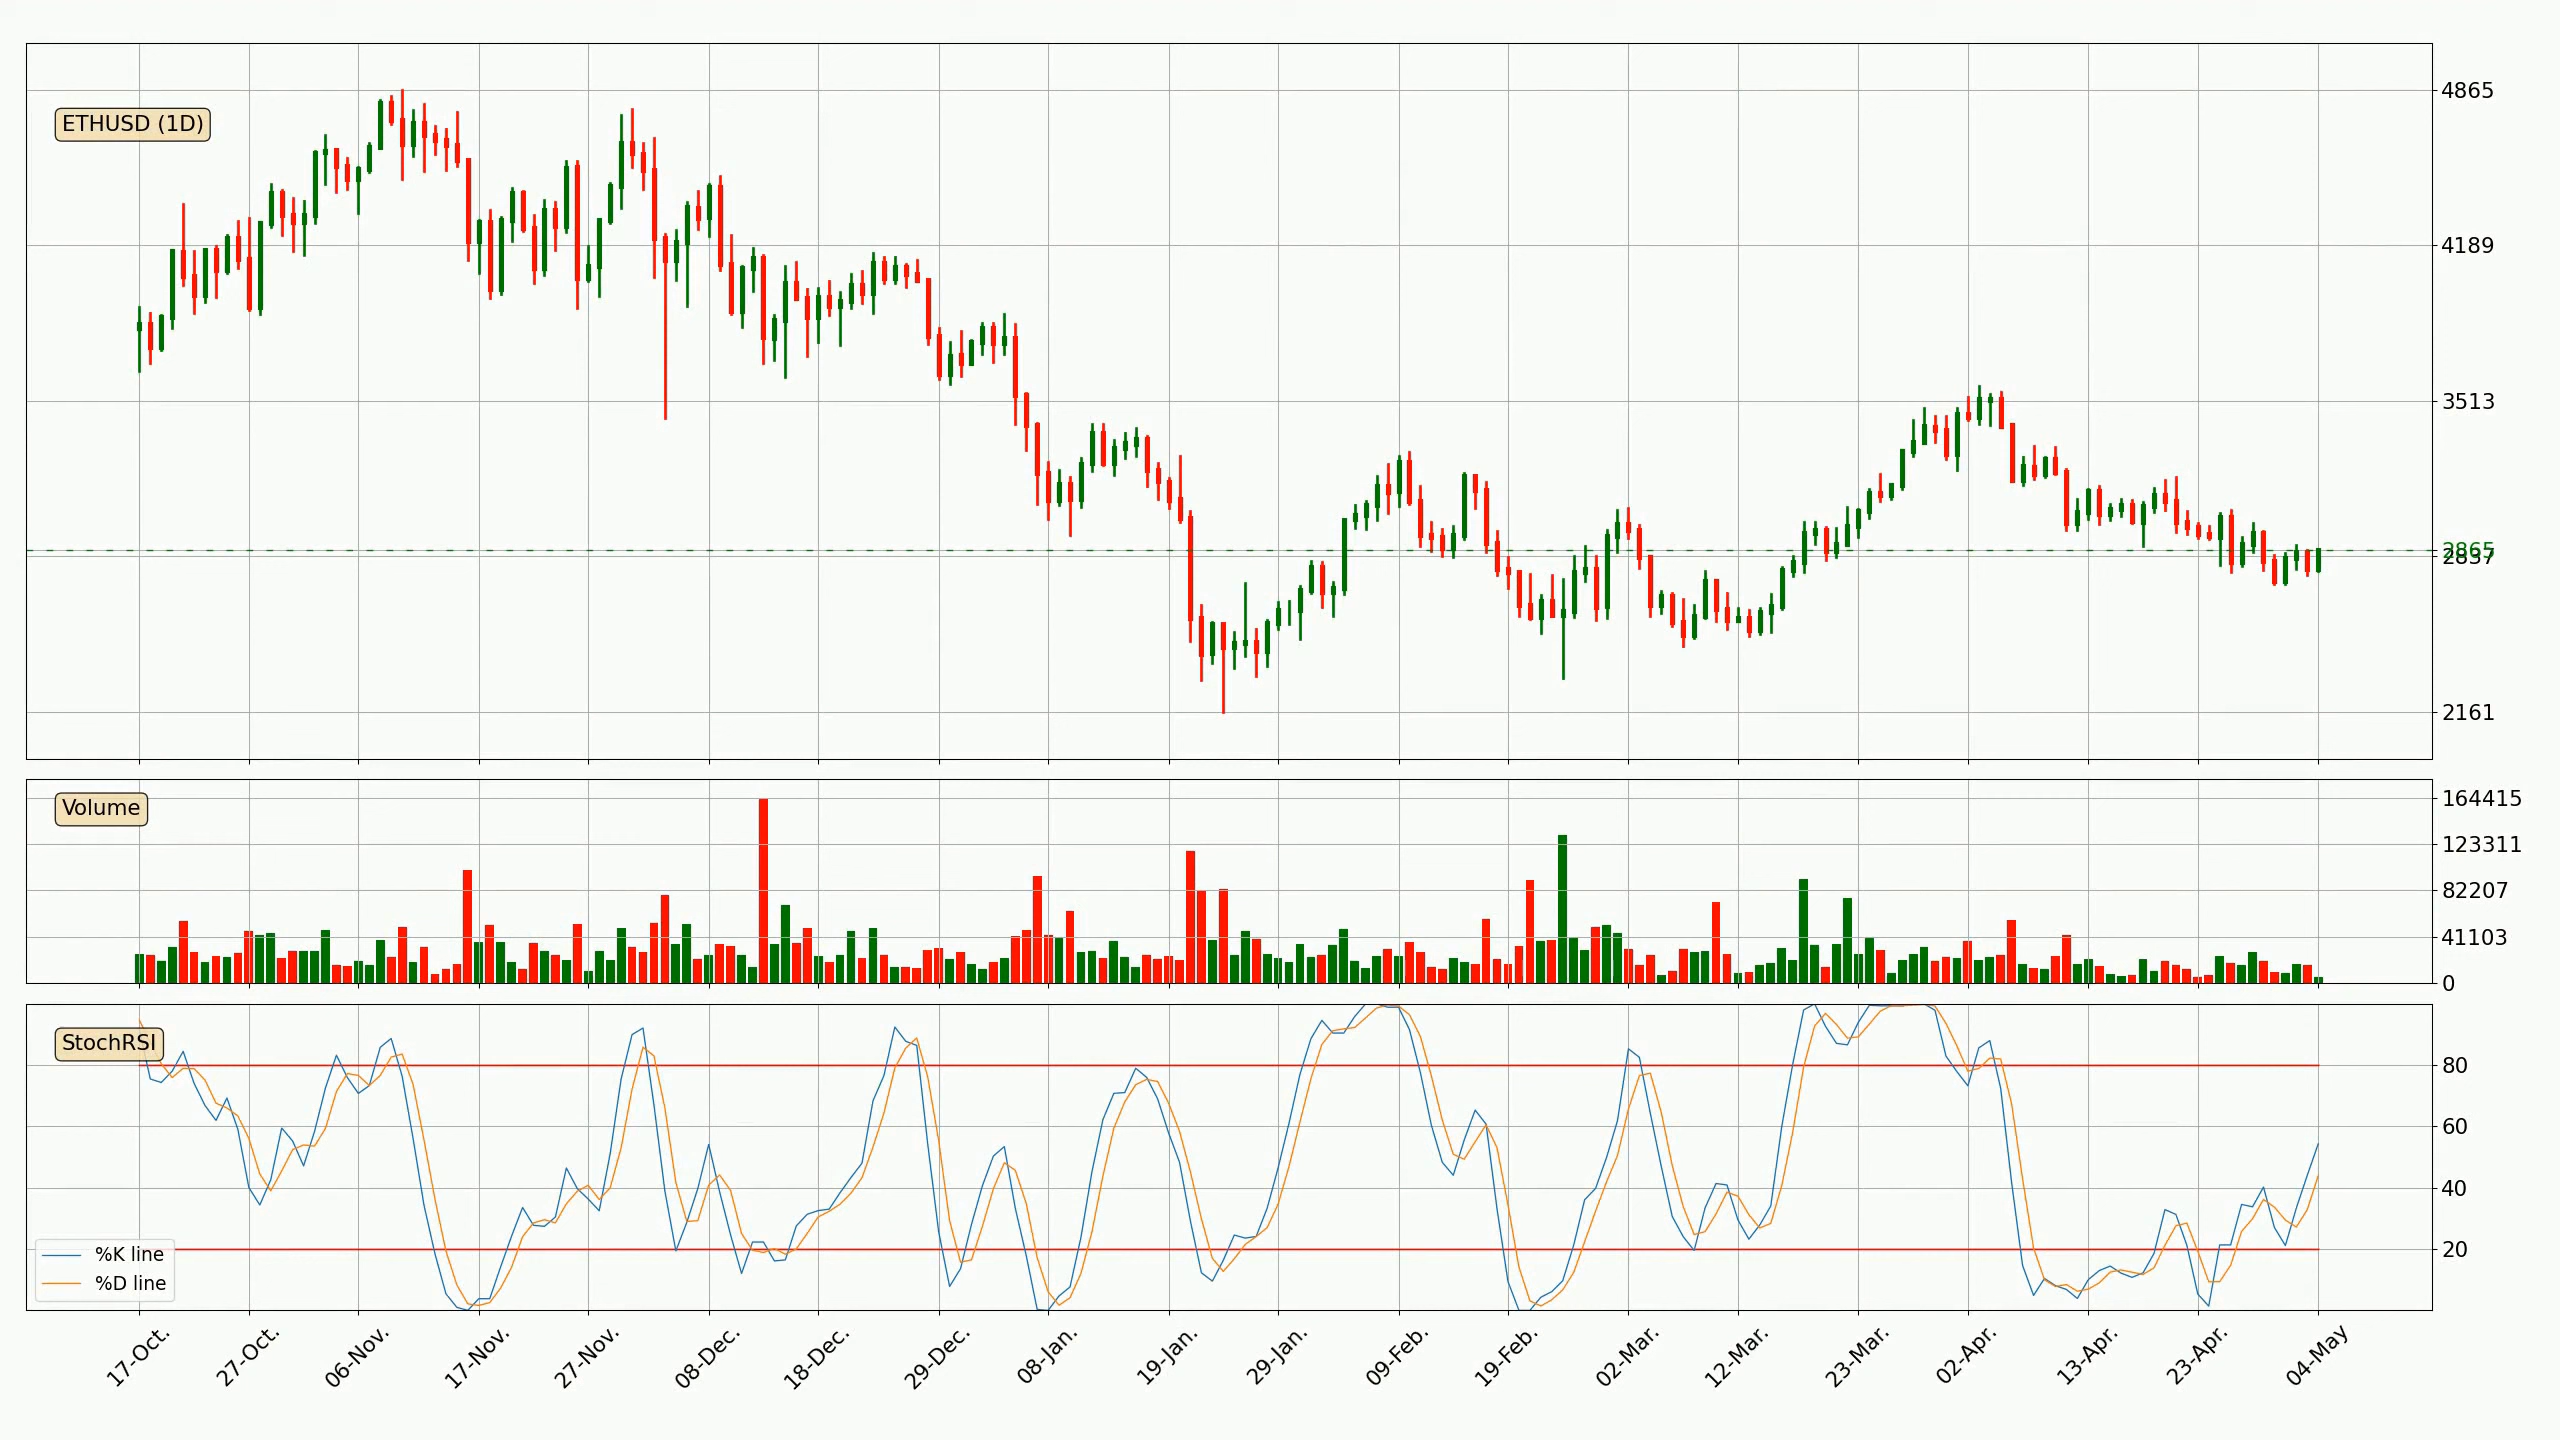 ETHUSD (1D)
4865
4189
3513
2865
2837
2161
Volume
164415
123311
82207
41103
0
StochRSI
80
60
40
20
%K line
%D line
17-Oct.
27-Oct.
06-Nov.
17-Nov.
27-Nov.
08-Dec.
18-Dec.
29-Dec.
08-Jan.
19-Jan.
29-Jan.
09-Feb.
19-Feb.
02-Mar.
12-Mar.
23-Mar.
02-Apr.
13-Apr.
23-Apr.
04-May